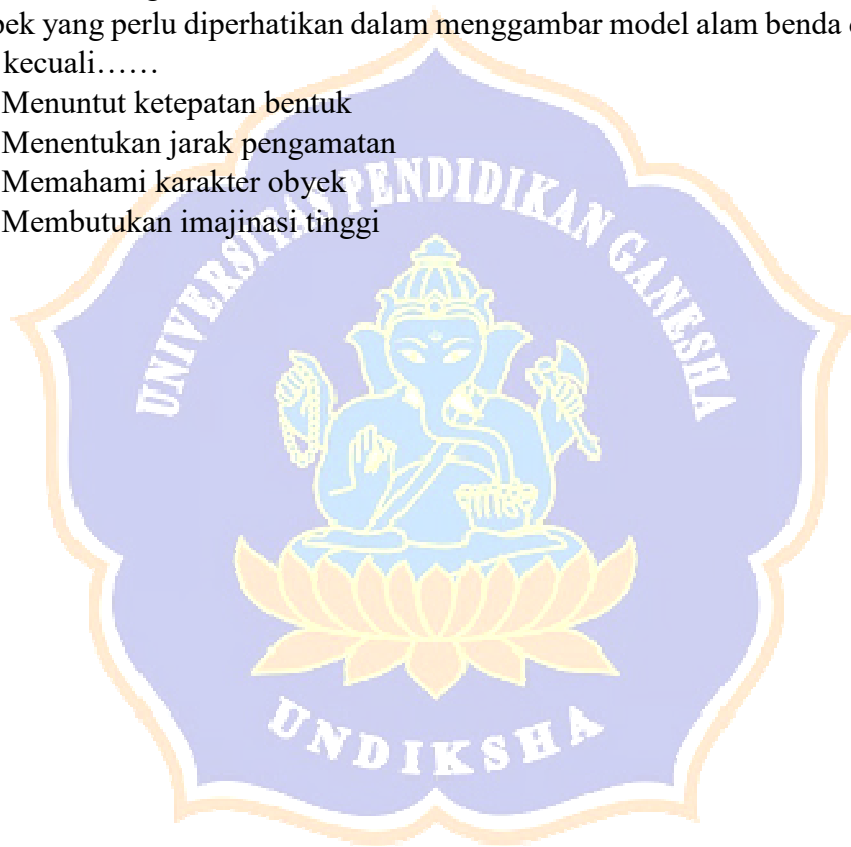 yang perlu diperhatikan dalam menggambar model alam benda
kecuali……
Menuntut ketepatan bentuk
Menentukan jarak pengamatan
Memahami karakter obyek
Membutukan imajinasi tinggi
UNIVERSITAS PENDIDIKAN GANESHA
UNDIKSHA